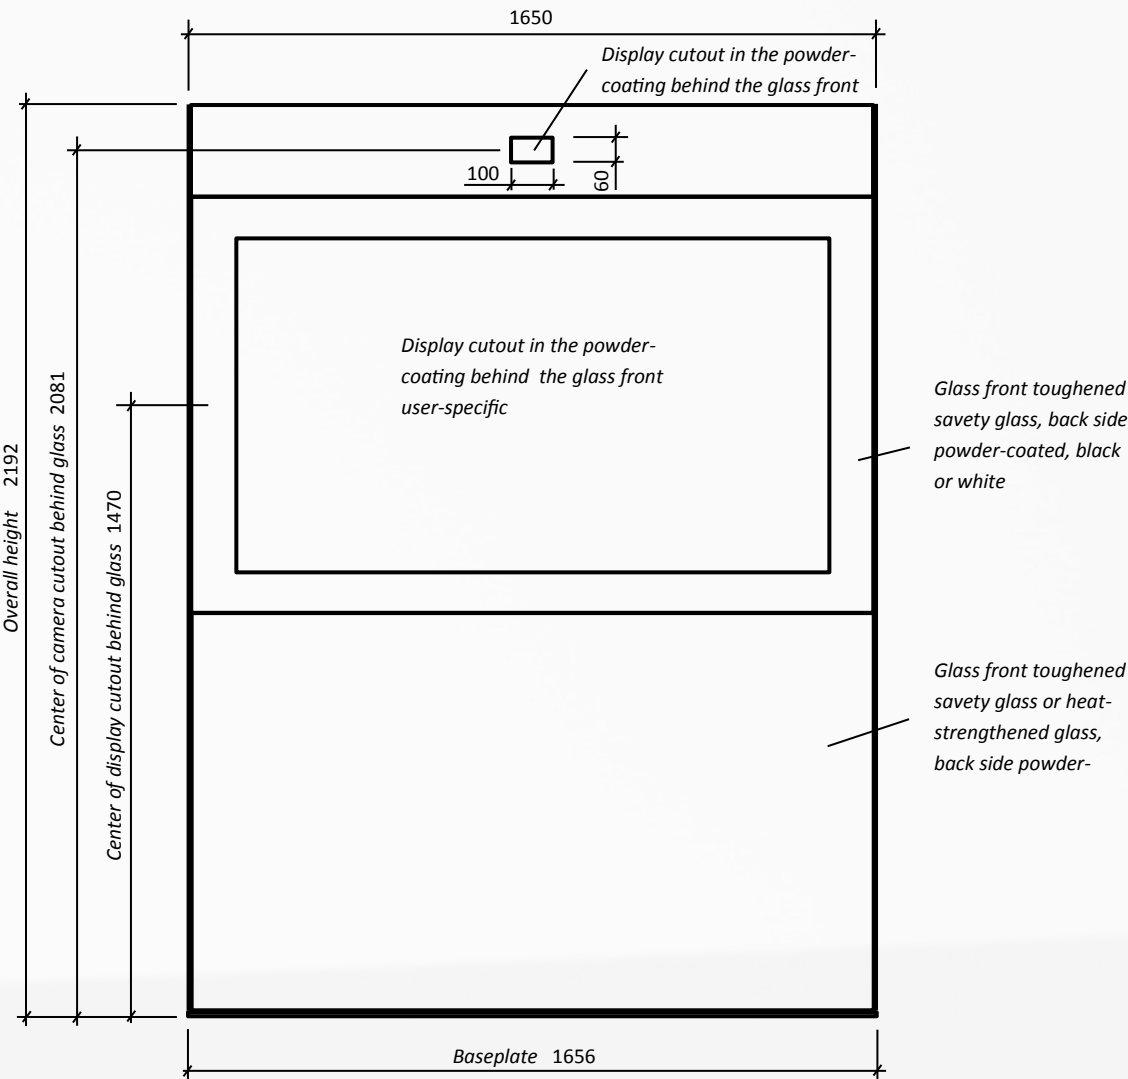 1650
Display cutout in the powder-
coating behind the glass front
100
60
Display cutout in the powder-
coating behind the glass front
user-specific
Overall height 2192
Center of camera cutout behind glass 2081
Center of display cutout behind glass 1470
Glass front toughened
savety glass, back side
powder-coated, black
or white
Glass front toughened
savety glass or heat-
strengthened glass,
back side powder-
Baseplate 1656